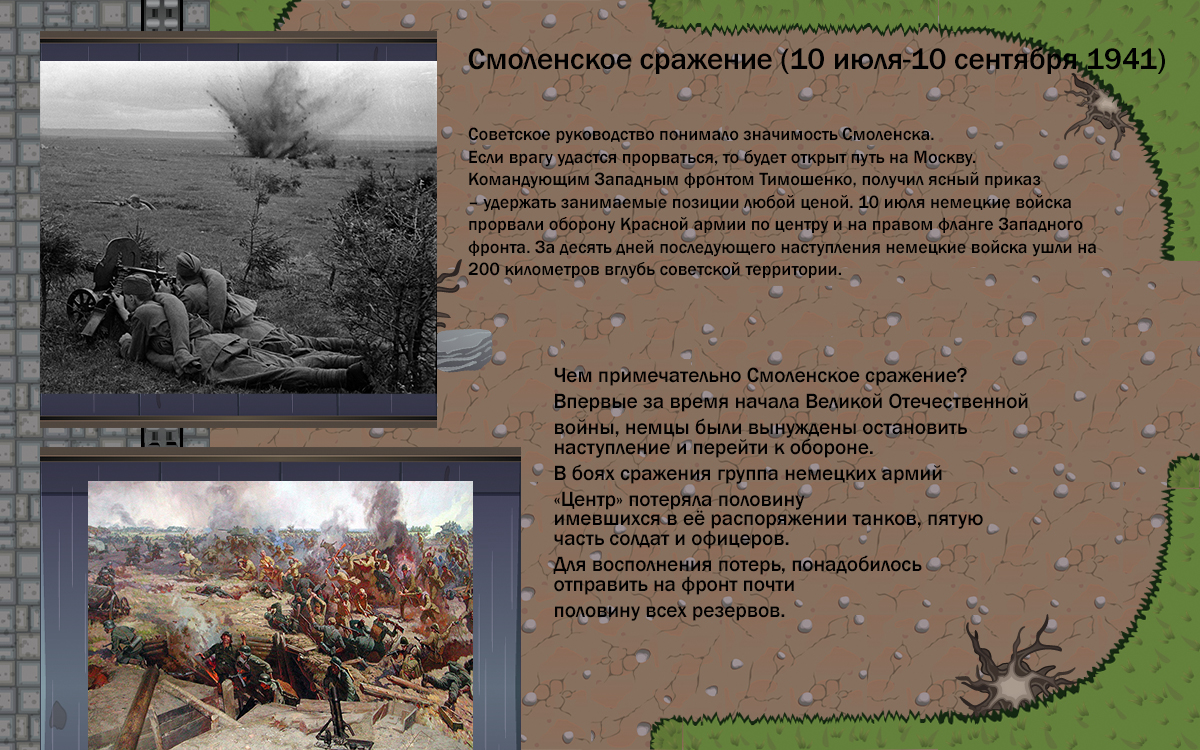 Смоленское сражение (10 июля-10 сентября 1941)
Советское руководство понимало значимость Смоленска.
Если врагу удастся прорваться, то будет открыт путь на Москву.
Командующим Западным фронтом Тимошенко, получил ясный приказ
– удержать занимаемые позиции любой ценой. 10 июля немецкие войска
прорвали оборону Красной армии по центру и на правом фланге Западного
фронта. За десять дней последующего наступления немецкие войска ушли на
200 километров вглубь советской территории.
Чем примечательно Смоленское сражение?
Впервые за время начала Великой Отечественной
войны, немцы были вынуждены остановить
наступление и перейти к обороне.
В боях сражения группа немецких армий
«Центр» потеряла половину
имевшихся в её распоряжении танков, пятую
часть солдат и офицеров.
Для восполнения потерь, понадобилось
отправить на фронт почти
половину всех резервов.